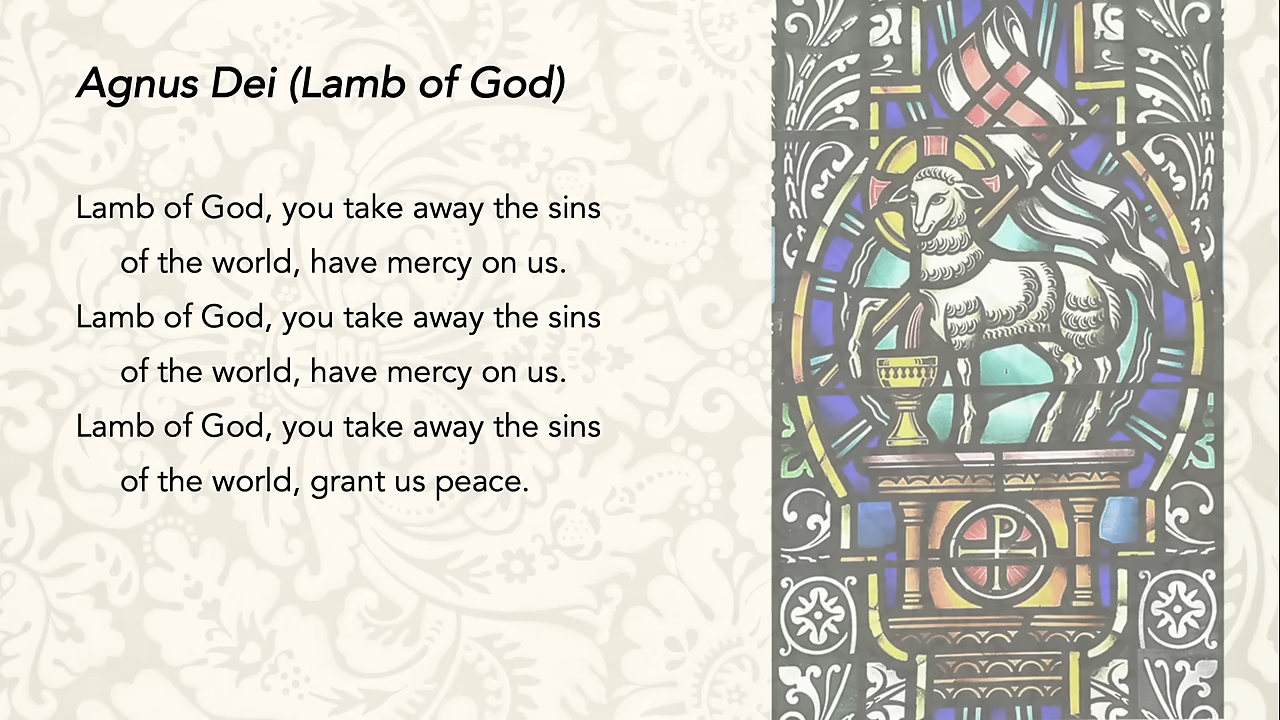 Agnus Dei (Lamb of God)
Lamb of God, you take away the sins
of the world, have mercy on us.
Lamb of God, you take away the sins
of the world, have mercy on us.
Lamb of God, you take away the sins
of the world, grant us peace.